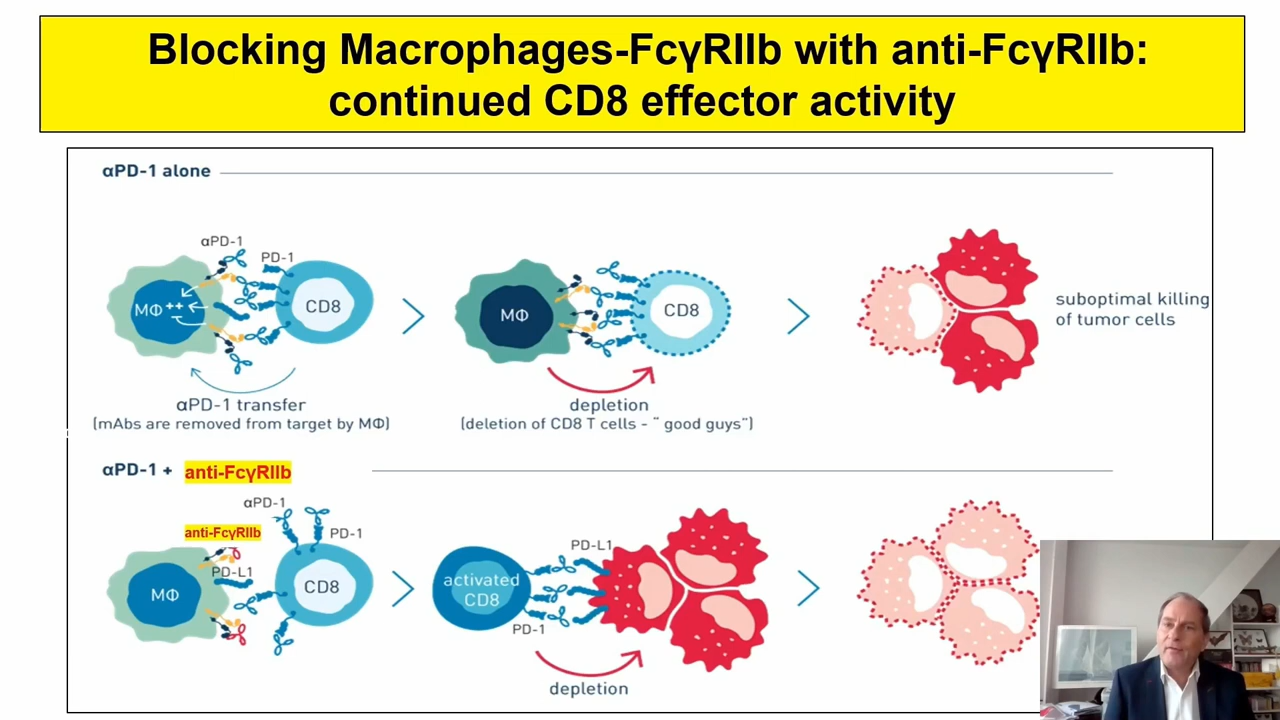 Blocking Macrophages-FcγRIIb with anti-FcγRIIb:
continued CD8 effector activity
αPD-1 alone
αPD-1
PD-1
MΦ ++
CD8
αPD-1 transfer
(mAbs are removed from target by MΦ)
MΦ
CD8
depletion
(deletion of CD8 T cells - " good guys")
suboptimal killing
of tumor cells
αPD-1 + anti-FcγRIIb
αPD-1
anti-FcγRIIb
PD-1
PD-L1
MΦ
CD8
PD-L1
activated
CD8
PD-1
depletion